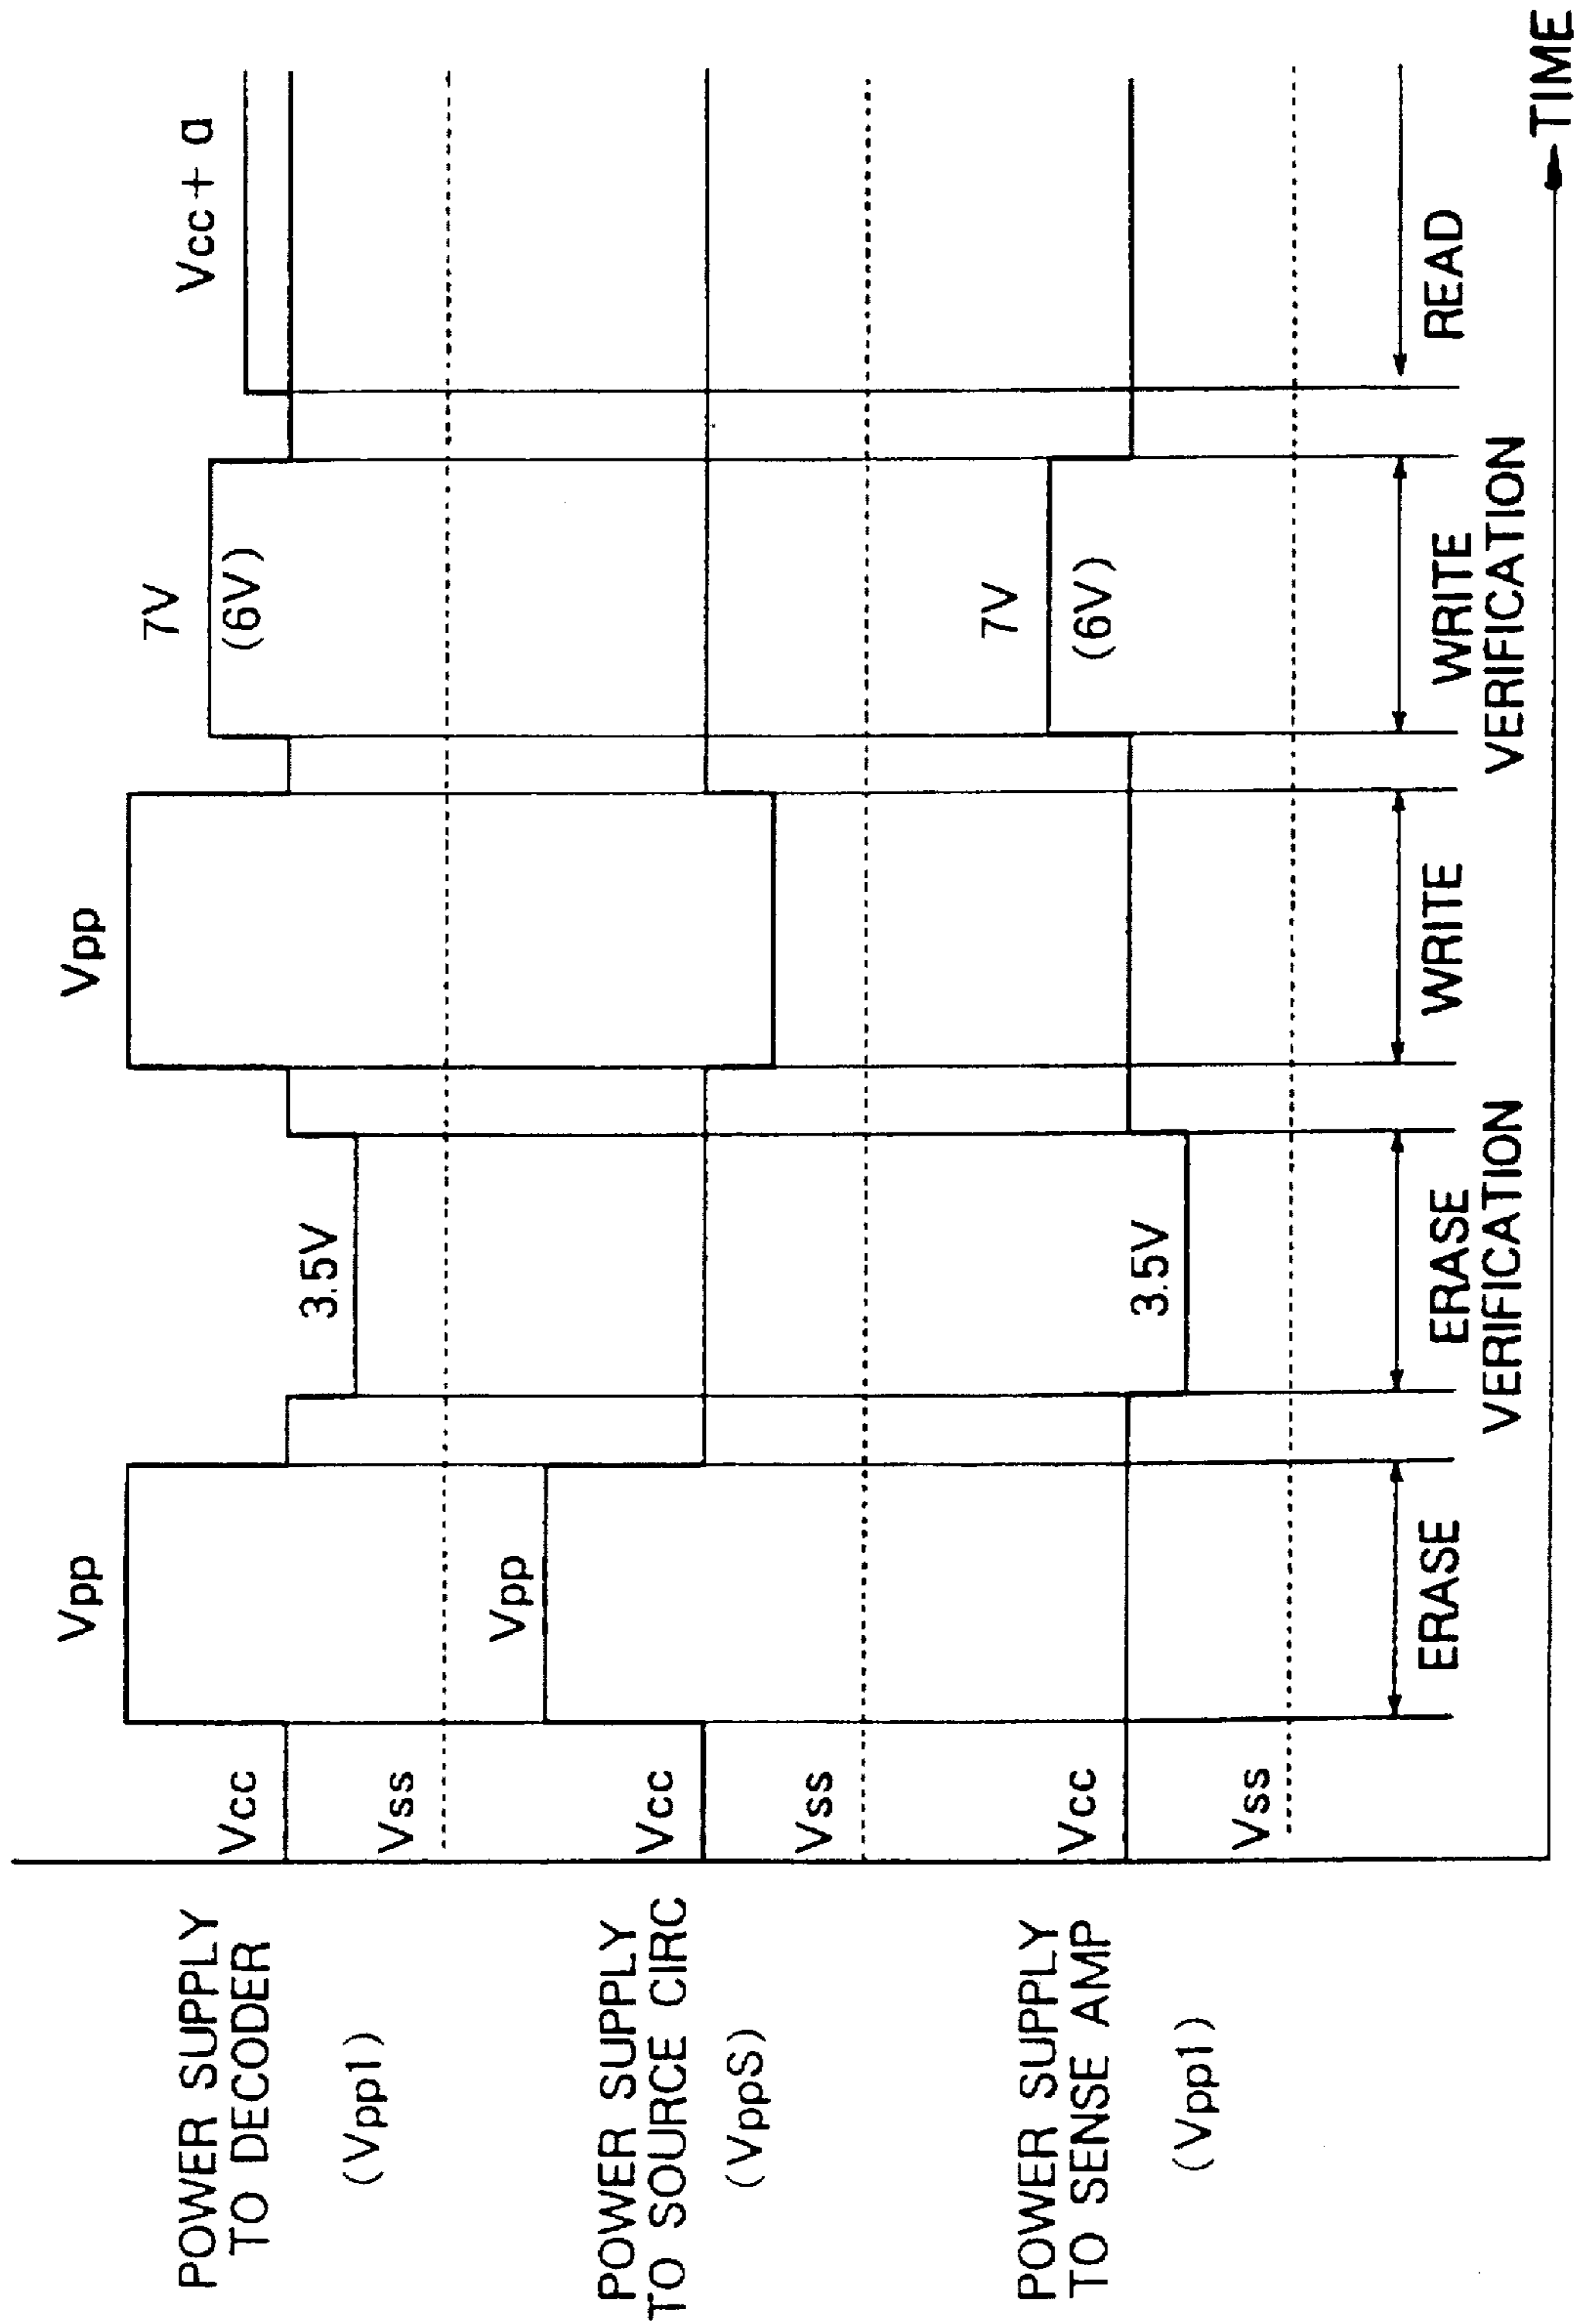 POWER SUPPLY
TO DECODER
(Vpp1)
Vcc
Vss
Vpp
3.5V
Vpp
7V
(6V)
Vcc+α
POWER SUPPLY
TO SOURCE CIRC
(VppS)
Vcc
Vss
Vpp
POWER SUPPLY
TO SENSE AMP
(Vpp1)
Vcc
Vss
3.5V
7V
(6V)
ERASE
ERASE
VERIFICATION
WRITE
WRITE
VERIFICATION
READ
TIME